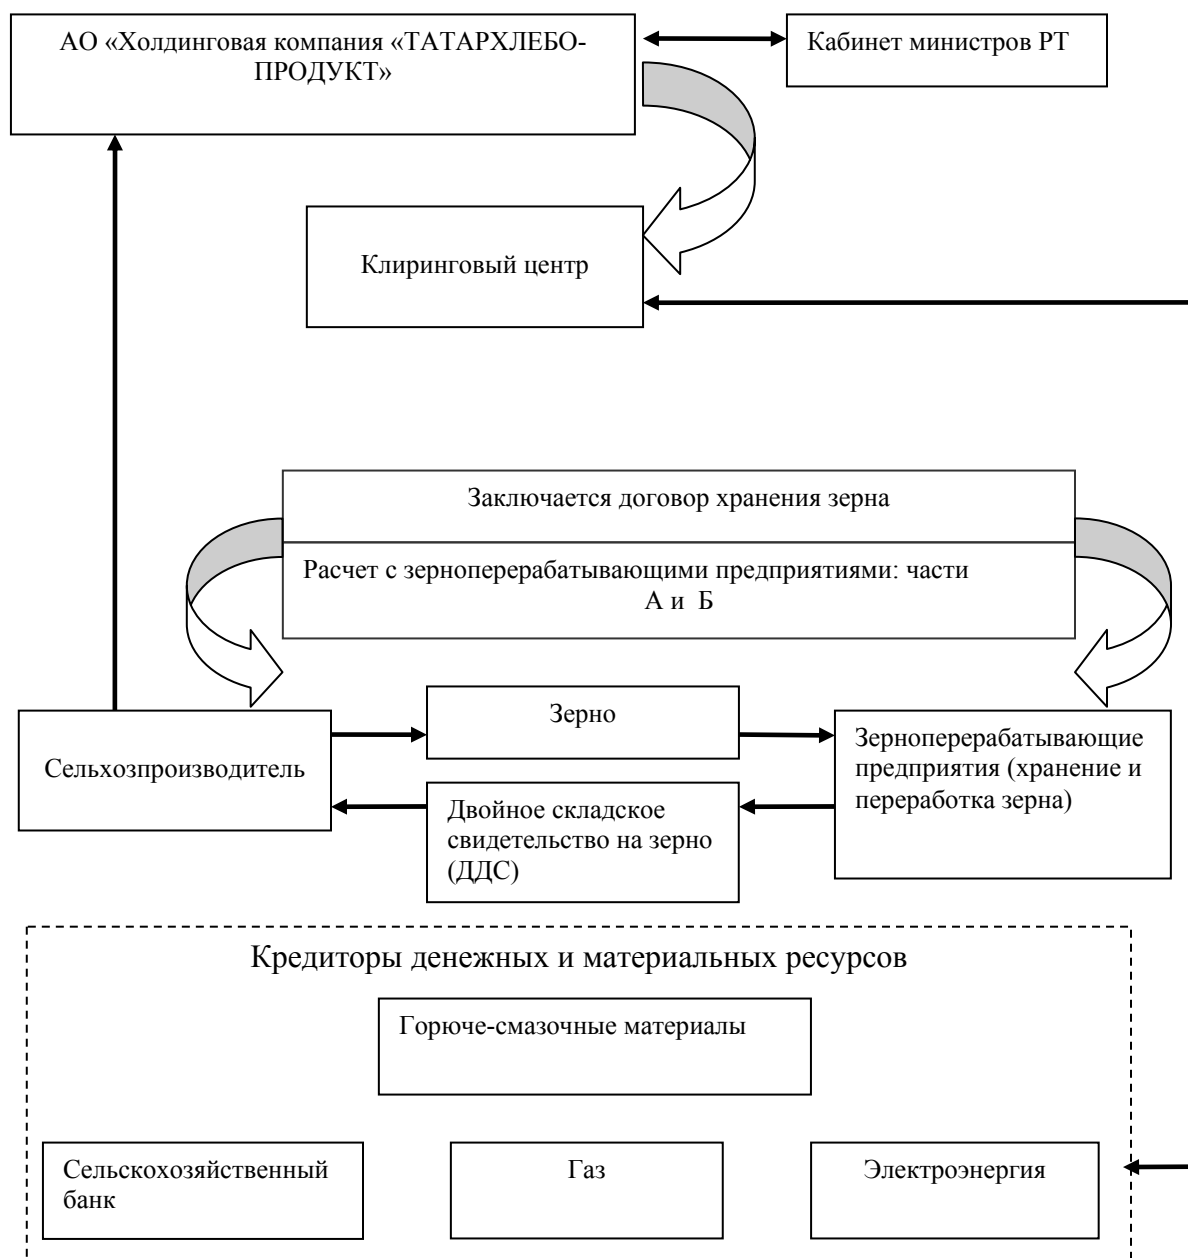 АО «Холдинговая компания «ТАТАРХЛЕБО-
ПРОДУКТ»
Кабинет министров РТ
Клиринговый центр
Заключается договор хранения зерна
Расчет с зерноперерабатывающими предприятиями: части
А и Б
Сельхозпроизводитель
Зерно
Двойное складское
свидетельство на зерно
(ДДС)
Зерноперерабатывающие
предприятия (хранение и
переработка зерна)
Кредиторы денежных и материальных ресурсов
Горюче-смазочные материалы
Сельскохозяйственный
банк
Газ
Электроэнергия